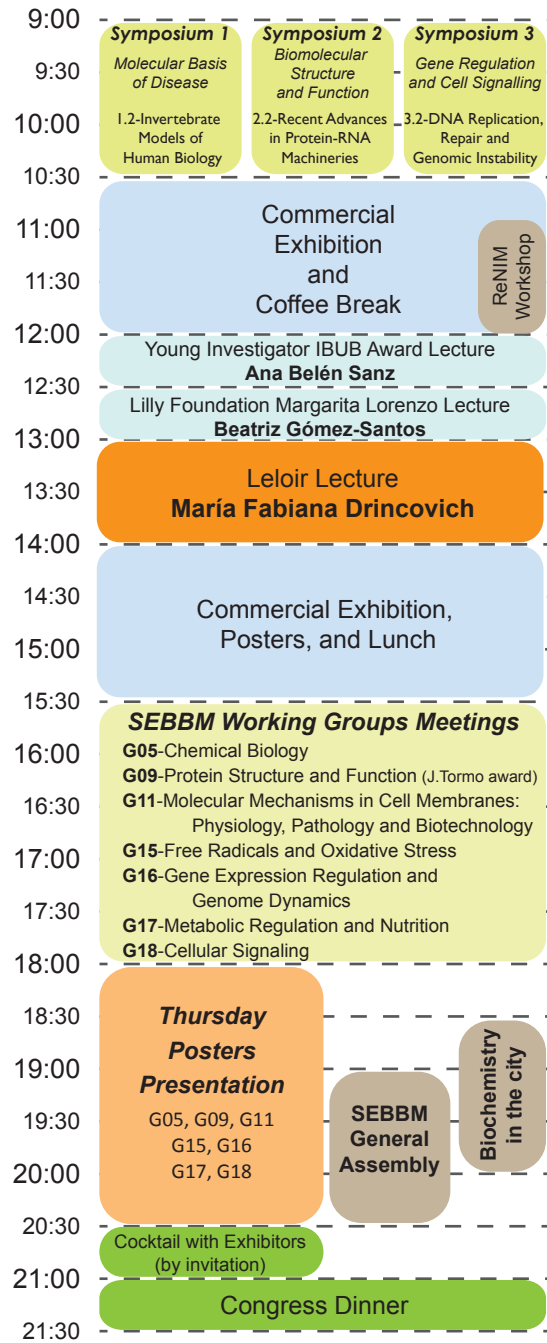 9:00
Symposium 1
Molecular Basis
of Disease
1.2-Invertebrate
Models of
Human Biology
Symposium 2
Biomolecular
Structure
and Function
2.2-Recent Advances
in Protein-RNA
Machineries
Symposium 3
Gene Regulation
and Cell Signalling
3.2-DNA Replication,
Repair and
Genomic Instability
9:30
10:00
10:30
Commercial
Exhibition
and
Coffee Break
ReNIM
Workshop
11:00
11:30
12:00
Young Investigator IBUB Award Lecture
Ana Belén Sanz
12:30
Lilly Foundation Margarita Lorenzo Lecture
Beatriz Gómez-Santos
13:00
Leloir Lecture
María Fabiana Drincovich
13:30
14:00
Commercial Exhibition,
Posters, and Lunch
14:30
15:00
15:30
SEBBM Working Groups Meetings
G05-Chemical Biology
G09-Protein Structure and Function (J.Tormo award)
G11-Molecular Mechanisms in Cell Membranes:
Physiology, Pathology and Biotechnology
G15-Free Radicals and Oxidative Stress
G16-Gene Expression Regulation and
Genome Dynamics
G17-Metabolic Regulation and Nutrition
G18-Cellular Signaling
16:00
16:30
17:00
17:30
18:00
Thursday
Posters
Presentation
G05, G09, G11
G15, G16
G17, G18
SEBBM
General
Assembly
Biochemistry
in the city
18:30
19:00
19:30
20:00
20:30
Cocktail with Exhibitors
(by invitation)
21:00
Congress Dinner
21:30